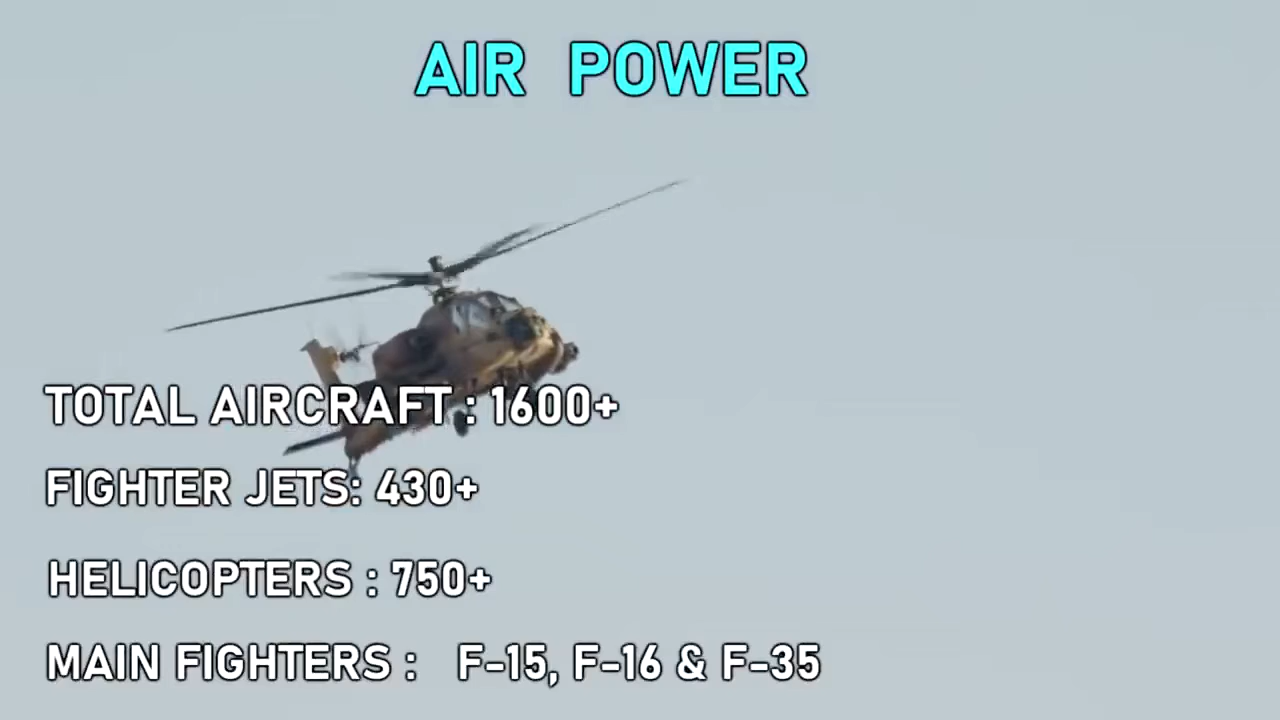 AIR POWER
TOTAL AIRCRAFT : 1600+
FIGHTER JETS: 430+
HELICOPTERS : 750+
MAIN FIGHTERS : F-15, F-16 & F-35